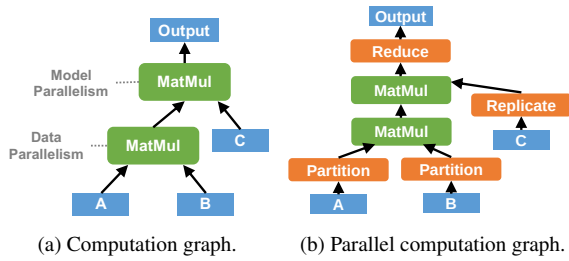 Output
MatMul
Model
Parallelism
Data
Parallelism
MatMul
C
A
B
(a) Computation graph.
Output
Reduce
MatMul
Replicate
MatMul
C
Partition
Partition
A
B
(b) Parallel computation graph.